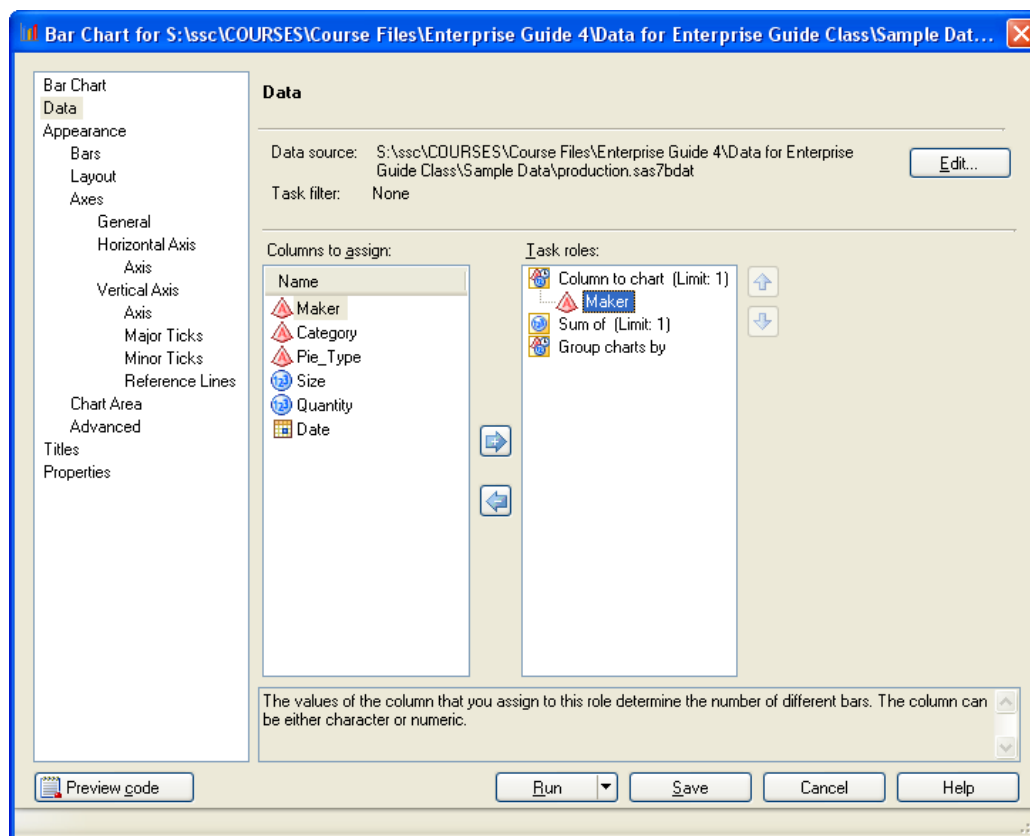 Bar Chart for S:\ssc\COURSES\Course Files\Enterprise Guide 4\Data for Enterprise Guide Class\Sample Dat...
Bar Chart
Data
Appearance
Bars
Layout
Axes
General
Horizontal Axis
Axis
Vertical Axis
Axis
Major Ticks
Minor Ticks
Reference Lines
Chart Area
Advanced
Titles
Properties
Data
Data source: S:\ssc\COURSES\Course Files\Enterprise Guide 4\Data for Enterprise
Guide Class\Sample Data\production.sas7bdat
Edit...
Task filter: None
Columns to assign:
Name
Maker
Category
Pie_Type
Size
Quantity
Date
Task roles:
Column to chart (Limit: 1)
Maker
Sum of (Limit: 1)
Group charts by
The values of the column that you assign to this role determine the number of different bars. The column can
be either character or numeric.
Preview code
Run
Save
Cancel
Help